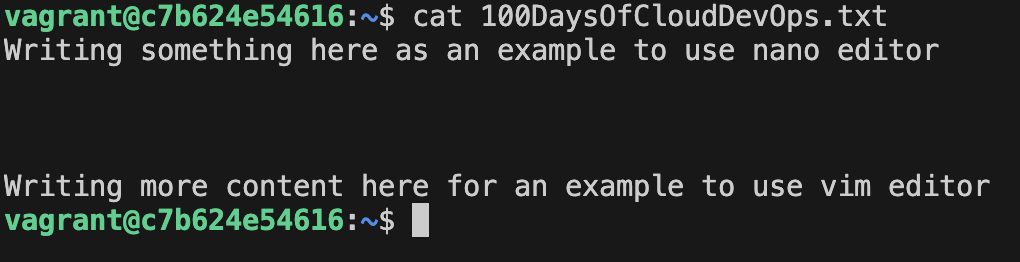 vagrant@c7b624e54616:~$ cat 100DaysOfCloudDevOps.txt
Writing something here as an example to use nano editor
Writing more content here for an example to use vim editor
vagrant@c7b624e54616:~$